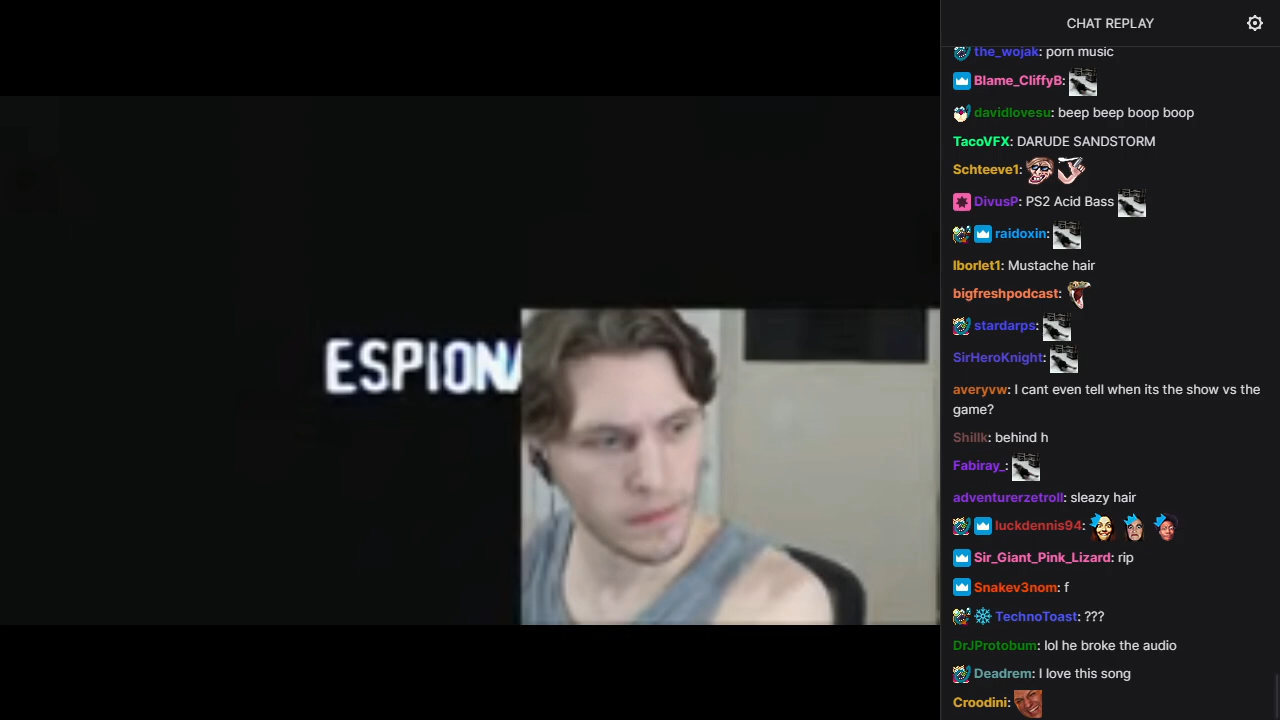 ESPIONA
CHAT REPLAY
the_wojak: porn music
Blame_CliffyB:
davidlovesu: beep beep boop boop
TacoVFX: DARUDE SANDSTORM
Schteeve1:
DivusP: PS2 Acid Bass
raidoxin:
lborlet1: Mustache hair
bigfreshpodcast:
stardarps:
SirHeroKnight:
averyvw: I cant even tell when its the show vs the
game?
Shillk: behind h
Fabiray_:
adventurerzetroll: sleazy hair
luckdennis94:
Sir_Giant_Pink_Lizard: rip
Snakev3nom: f
TechnoToast: ???
DrJProtobum: lol he broke the audio
Deadrem: I love this song
Croodini: